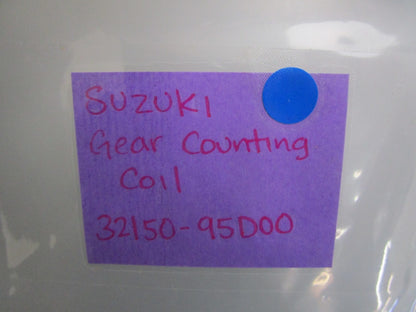 SUZUKI
Gear Counting
Coil
32150-95D00